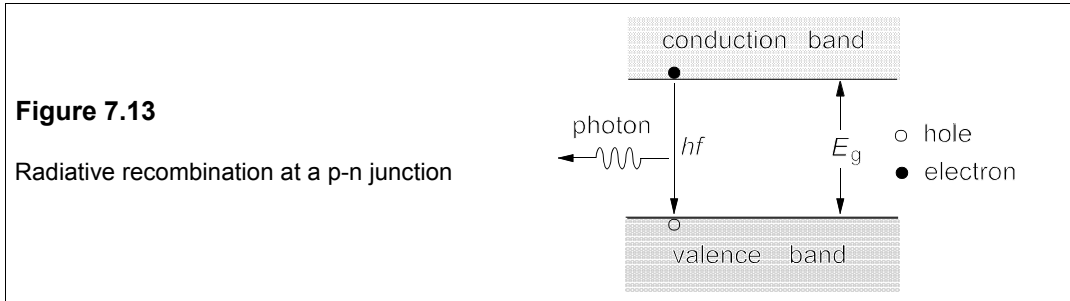 Figure 7.13
Radiative recombination at a p-n junction
conduction band
photon
hf
E_g
hole
electron
valence band